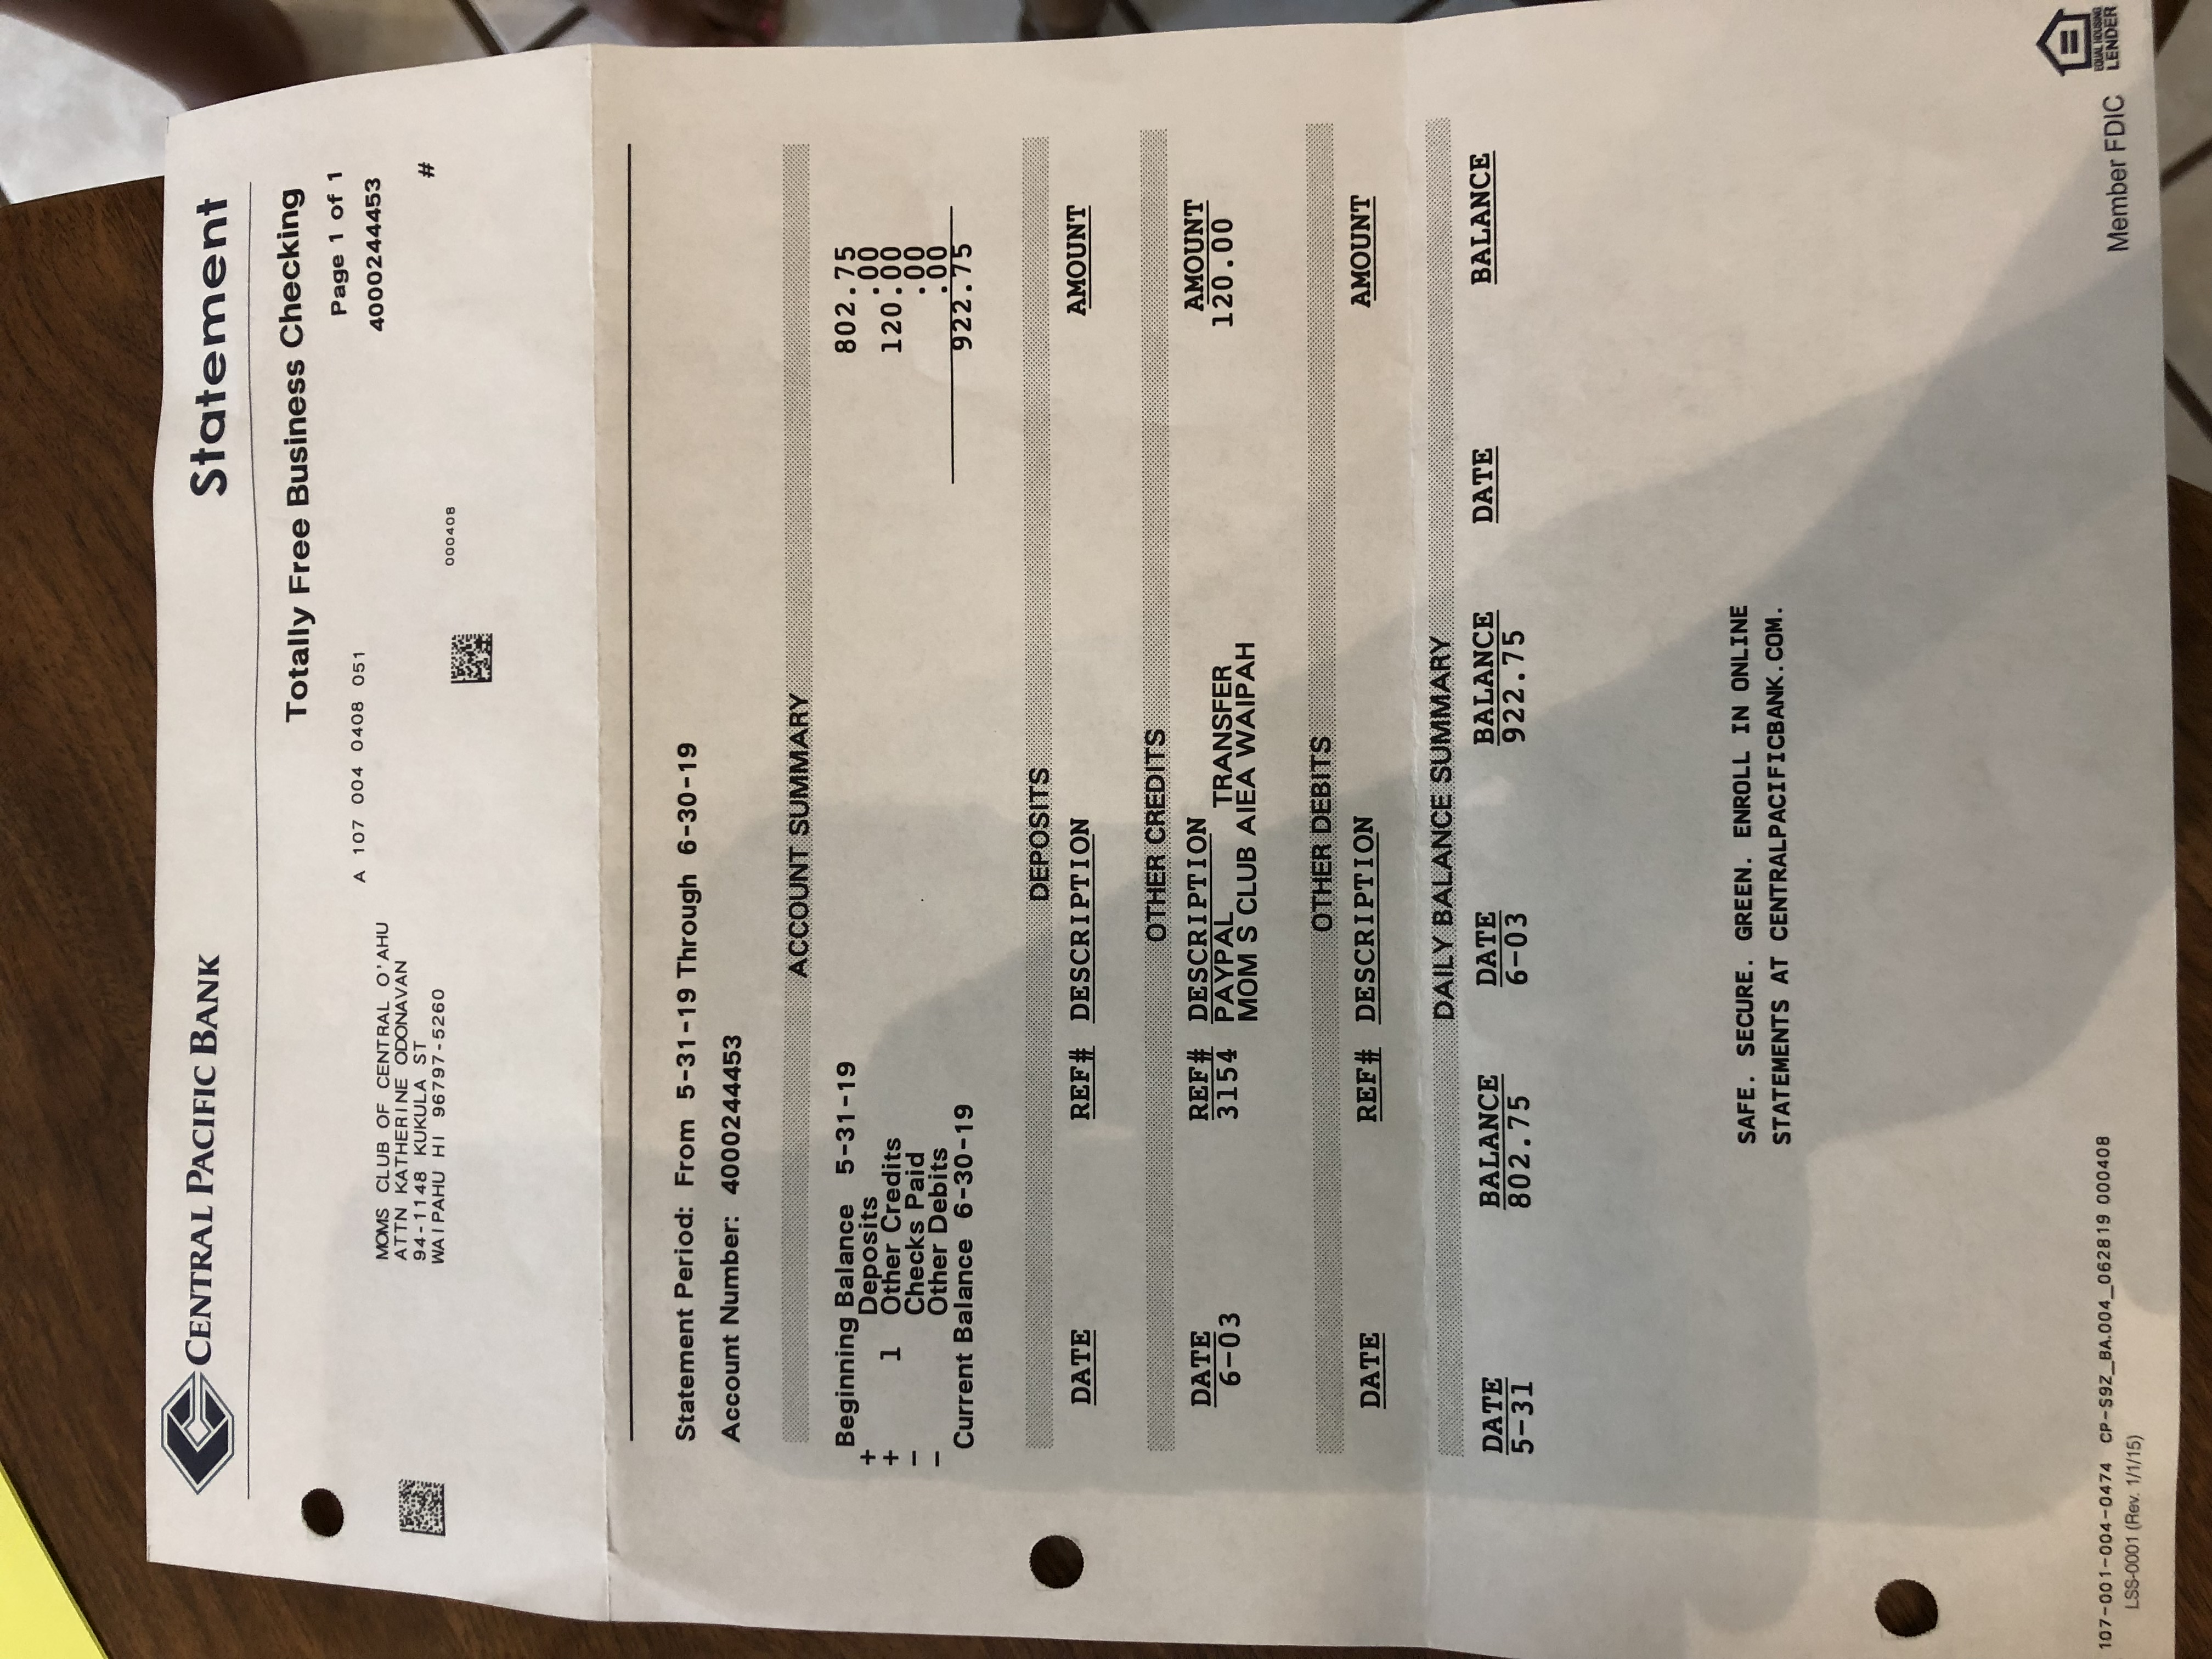 CENTRAL PACIFIC BANK
Statement
Totally Free Business Checking
Page 1 of 1
A 107 004 0408 051
4000244453
MOMS CLUB OF CENTRAL O'AHU
ATTN KATHERINE ODONAVAN
94-1148 KUKULA ST
WAIPAHU HI 96797-5260
#
000408
Statement Period: From 5-31-19 Through 6-30-19
Account Number: 4000244453
ACCOUNT SUMMARY
Beginning Balance 5-31-19 802.75
+ Deposits .00
+ 1 Other Credits 120.00
- Checks Paid .00
- Other Debits .00
Current Balance 6-30-19 922.75
DEPOSITS
DATE REF# DESCRIPTION AMOUNT
OTHER CREDITS
DATE REF# DESCRIPTION AMOUNT
6-03 3154 PAYPAL TRANSFER 120.00
MOM S CLUB AIEA WAIPAH
OTHER DEBITS
DATE REF# DESCRIPTION AMOUNT
DAILY BALANCE SUMMARY
DATE BALANCE DATE BALANCE DATE BALANCE
5-31 802.75 6-03 922.75
SAFE. SECURE. GREEN. ENROLL IN ONLINE
STATEMENTS AT CENTRALPACIFICBANK.COM.
107-001-004-0474 CP-S9Z_BA.004_062819 000408
LSS-0001 (Rev. 1/1/15)
Member FDIC
EQUAL HOUSING
LENDER